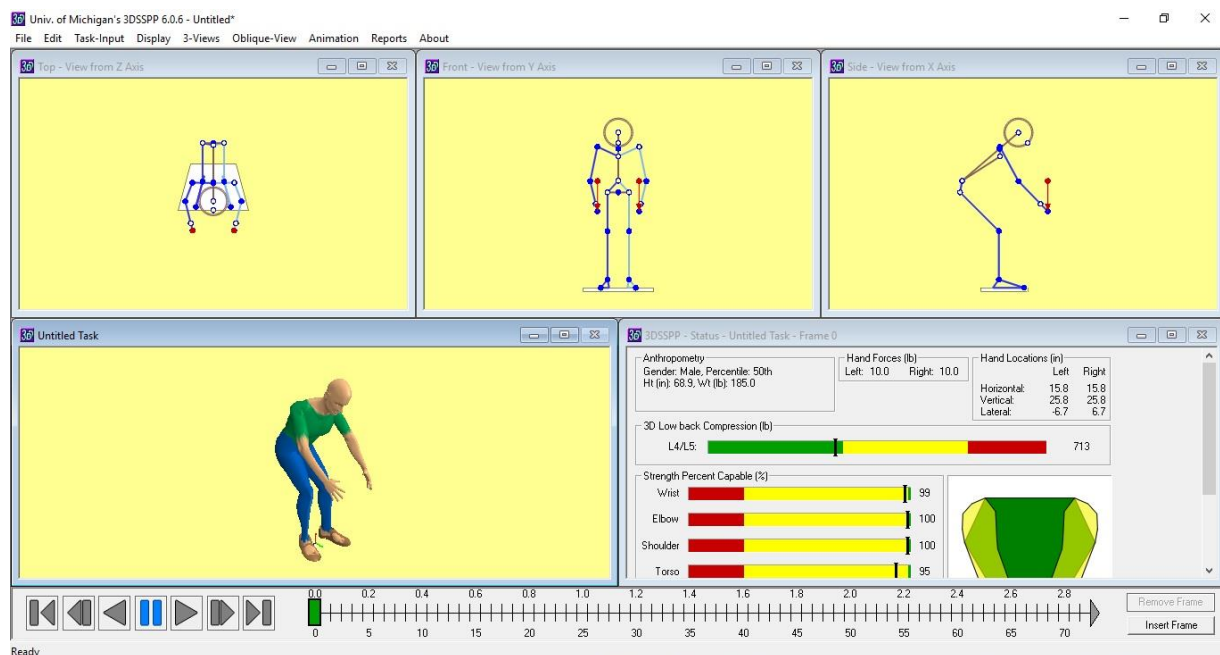 Univ. of Michigan's 3DSSPP 6.0.6 - Untitled*
File Edit Task-Input Display 3-Views Oblique-View Animation Reports About
Top - View from Z Axis
Front - View from Y Axis
Side - View from X Axis
Untitled Task
3DSSPP - Status - Untitled Task - Frame 0
Anthropometry
Gender: Male, Percentile: 50th
Ht (in): 68.9, Wt (lb): 185.0
Hand Forces (lb)
Left: 10.0 Right: 10.0
Hand Locations (in)
Left Right
Horizontal: 15.8 15.8
Vertical: 25.8 25.8
Lateral: -6.7 6.7
3D Low back Compression (lb)
L4/L5: 713
Strength Percent Capable (%)
Wrist 99
Elbow 100
Shoulder 100
Torso 95
0.0 0.2 0.4 0.6 0.8 1.0 1.2 1.4 1.6 1.8 2.0 2.2 2.4 2.6 2.8
0 5 10 15 20 25 30 35 40 45 50 55 60 65 70
Remove Frame
Insert Frame
Ready